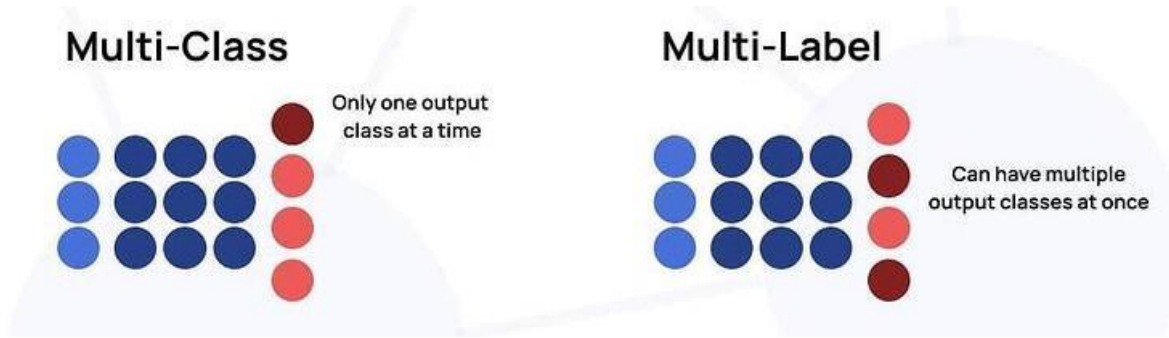 Multi-Class
Only one output
class at a time
Multi-Label
Can have multiple
output classes at once